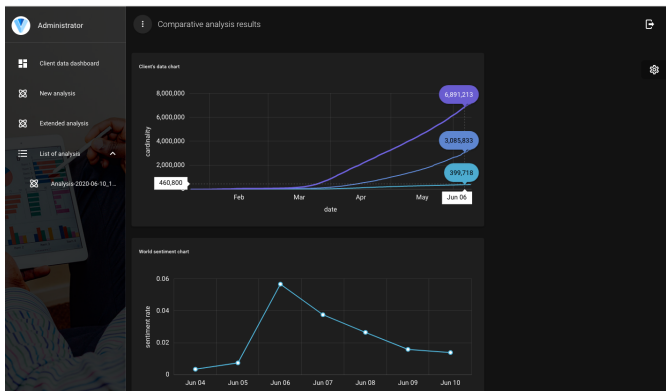 Administrator
Comparative analysis results
Client data dashboard
New analysis
Extended analysis
List of analysis
Analysis-2020-06-10_1...
Client's data chart
8,000,000
6,000,000
4,000,000
2,000,000
460,800
cardinality
6,891,213
3,085,833
399,718
Feb
Mar
Apr
May
Jun 06
date
World sentiment chart
0.06
0.04
0.02
0
sentiment rate
Jun 04
Jun 05
Jun 06
Jun 07
Jun 08
Jun 09
Jun 10